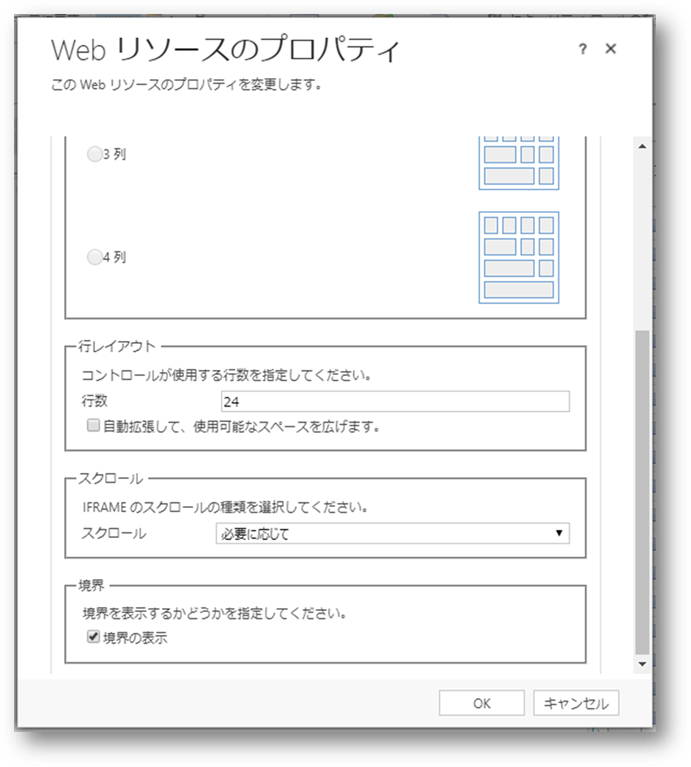 Web リソースのプロパティ
? ×
この Web リソースのプロパティを変更します。
3 列
4 列
行レイアウト
コントロールが使用する行数を指定してください。
行数 24
自動拡張して、使用可能なスペースを広げます。
スクロール
IFRAME のスクロールの種類を選択してください。
スクロール 必要に応じて
境界
境界を表示するかどうかを指定してください。
境界の表示
OK キャンセル